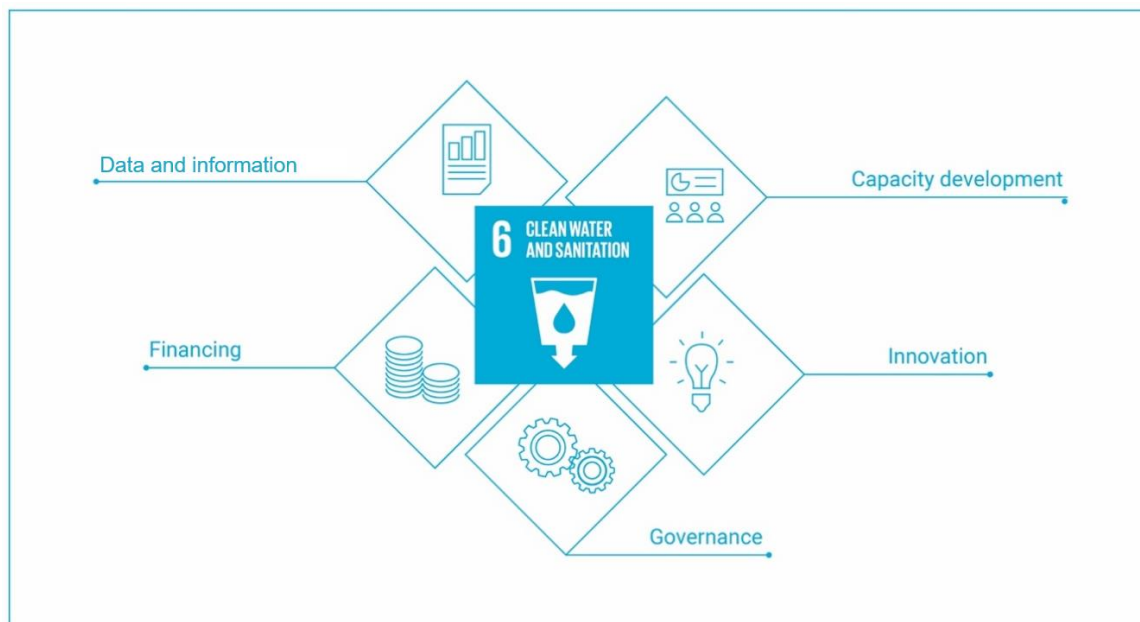 Data and information
Capacity development
6 CLEAN WATER
AND SANITATION
Financing
Innovation
Governance